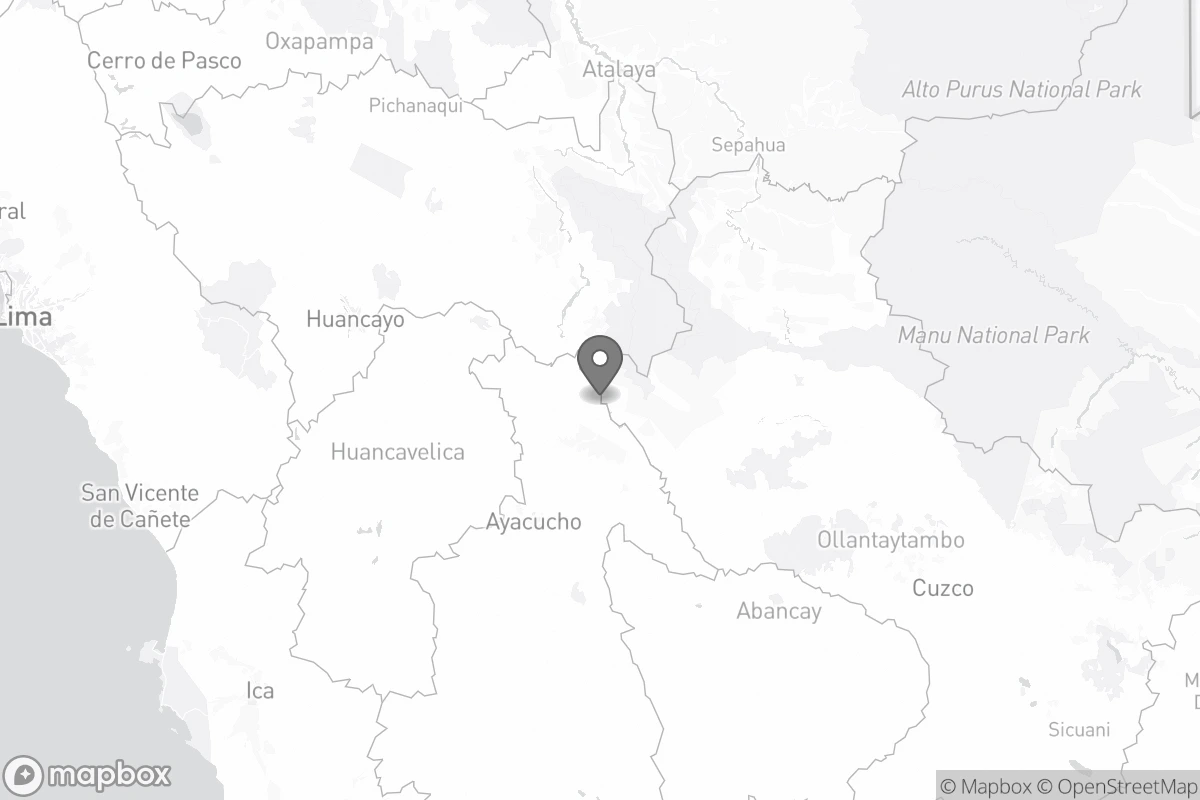 Oxapampa
Cerro de Pasco
Atalaya
Alto Purus National Park
Pichanaqui
Sepahua
ral
Lima
Huancayo
Manu National Park
Huancavelica
San Vicente
de Cañete
Ayacucho
Ollantaytambo
Cuzco
Abancay
Ica
M
D
Sicuani
mapbox
© Mapbox © OpenStreetMap